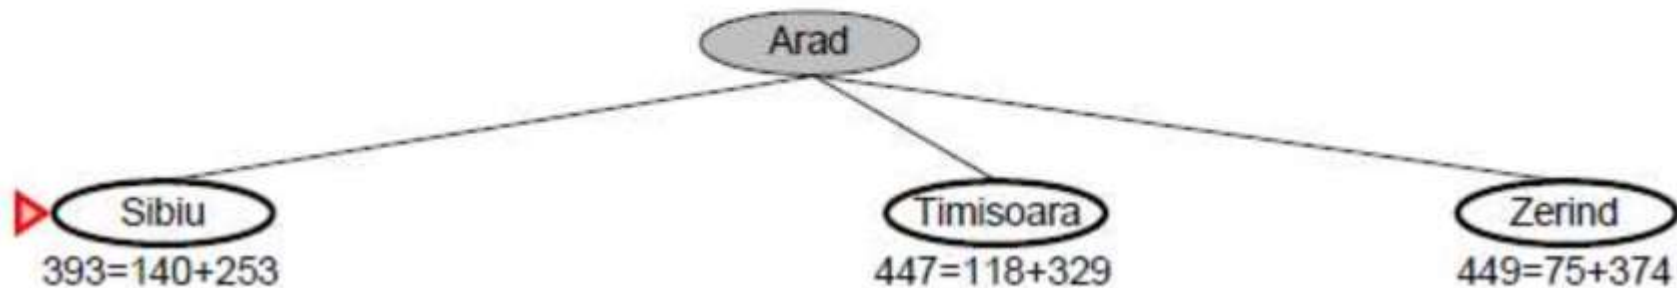 Arad
Sibiu
Timisoara
Zerind
393=140+253
447=118+329
449=75+374